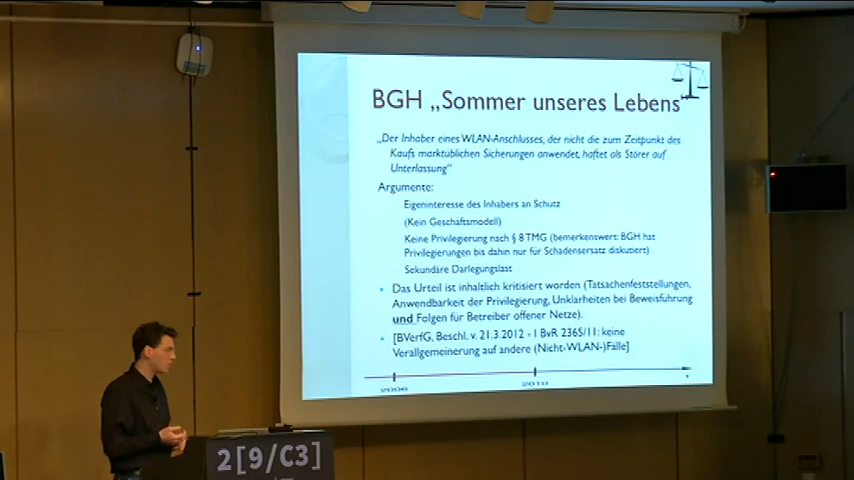 BGH „Sommer unseres Lebens"
„Der Inhaber eines WLAN-Anschlusses, der nicht die zum Zeitpunkt des
Kaufs marktüblichen Sicherungen anwendet, haftet als Störer auf
Unterlassung"
Argumente:
Eigeninteresse des Inhabers an Schutz
(Kein Geschäftsmodell)
Keine Privilegierung nach § 8 TMG (bemerkenswert: BGH hat
Privilegierungen bis dahin nur für Schadensersatz diskutiert)
Sekundäre Darlegungslast
• Das Urteil ist inhaltlich kritisiert worden (Tatsachenfeststellungen,
Anwendbarkeit der Privilegierung, Unklarheiten bei Beweisführung
und Folgen für Betreiber offener Netze).
• [BVerfG, Beschl. v. 21.3.2012 - 1 BvR 2365/11: keine
Verallgemeinerung auf andere (Nicht-WLAN-)Fälle]
2006 2010
2[9/C3]